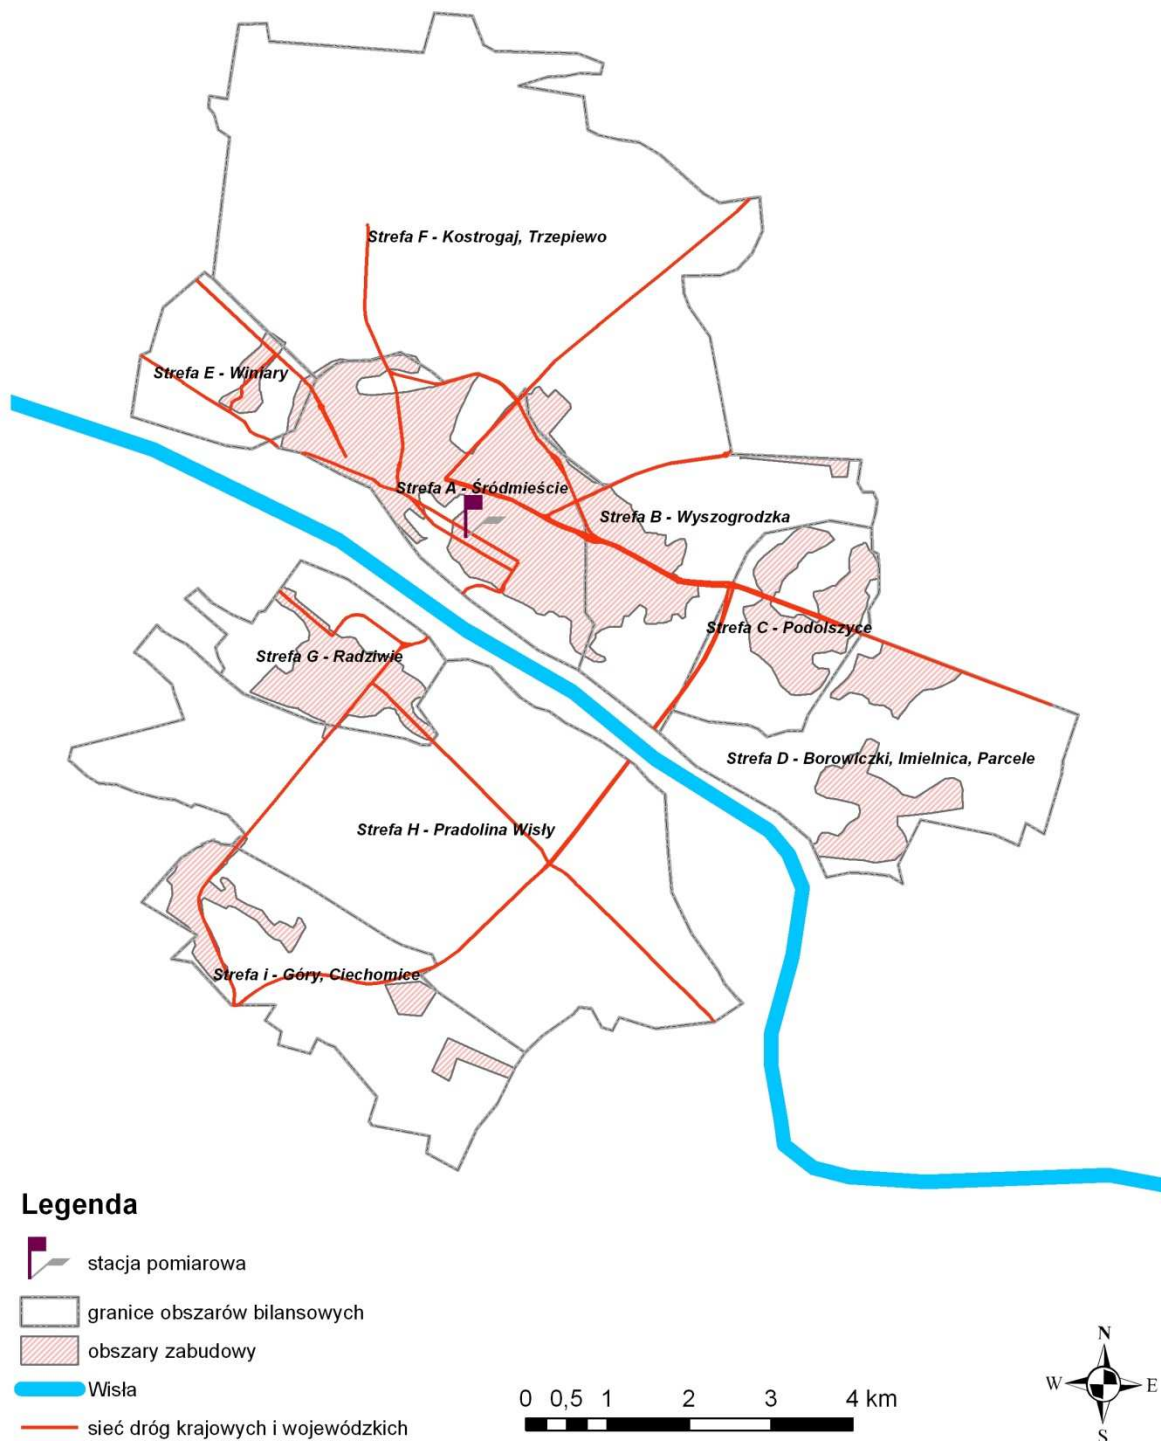 Strefa F - Kostrogaj, Trzepiewo
Strefa E - Winiary
Strefa A - Śródmieście
Strefa B - Wyszogrodzka
Strefa C - Podolszyce
Strefa G - Radziwie
Strefa D - Borowiczki, Imielnica, Parcele
Strefa H - Pradolina Wisły
Strefa i - Góry, Ciechomice
Legenda
stacja pomiarowa
granice obszarów bilansowych
obszary zabudowy
Wisła
sieć dróg krajowych i wojewódzkich
0 0,5 1 2 3 4 km
N
W E
S